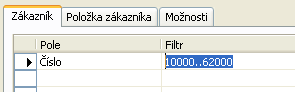 Zákazník Položka zákazníka Možnosti
Pole Filtr
Číslo 10000..62000